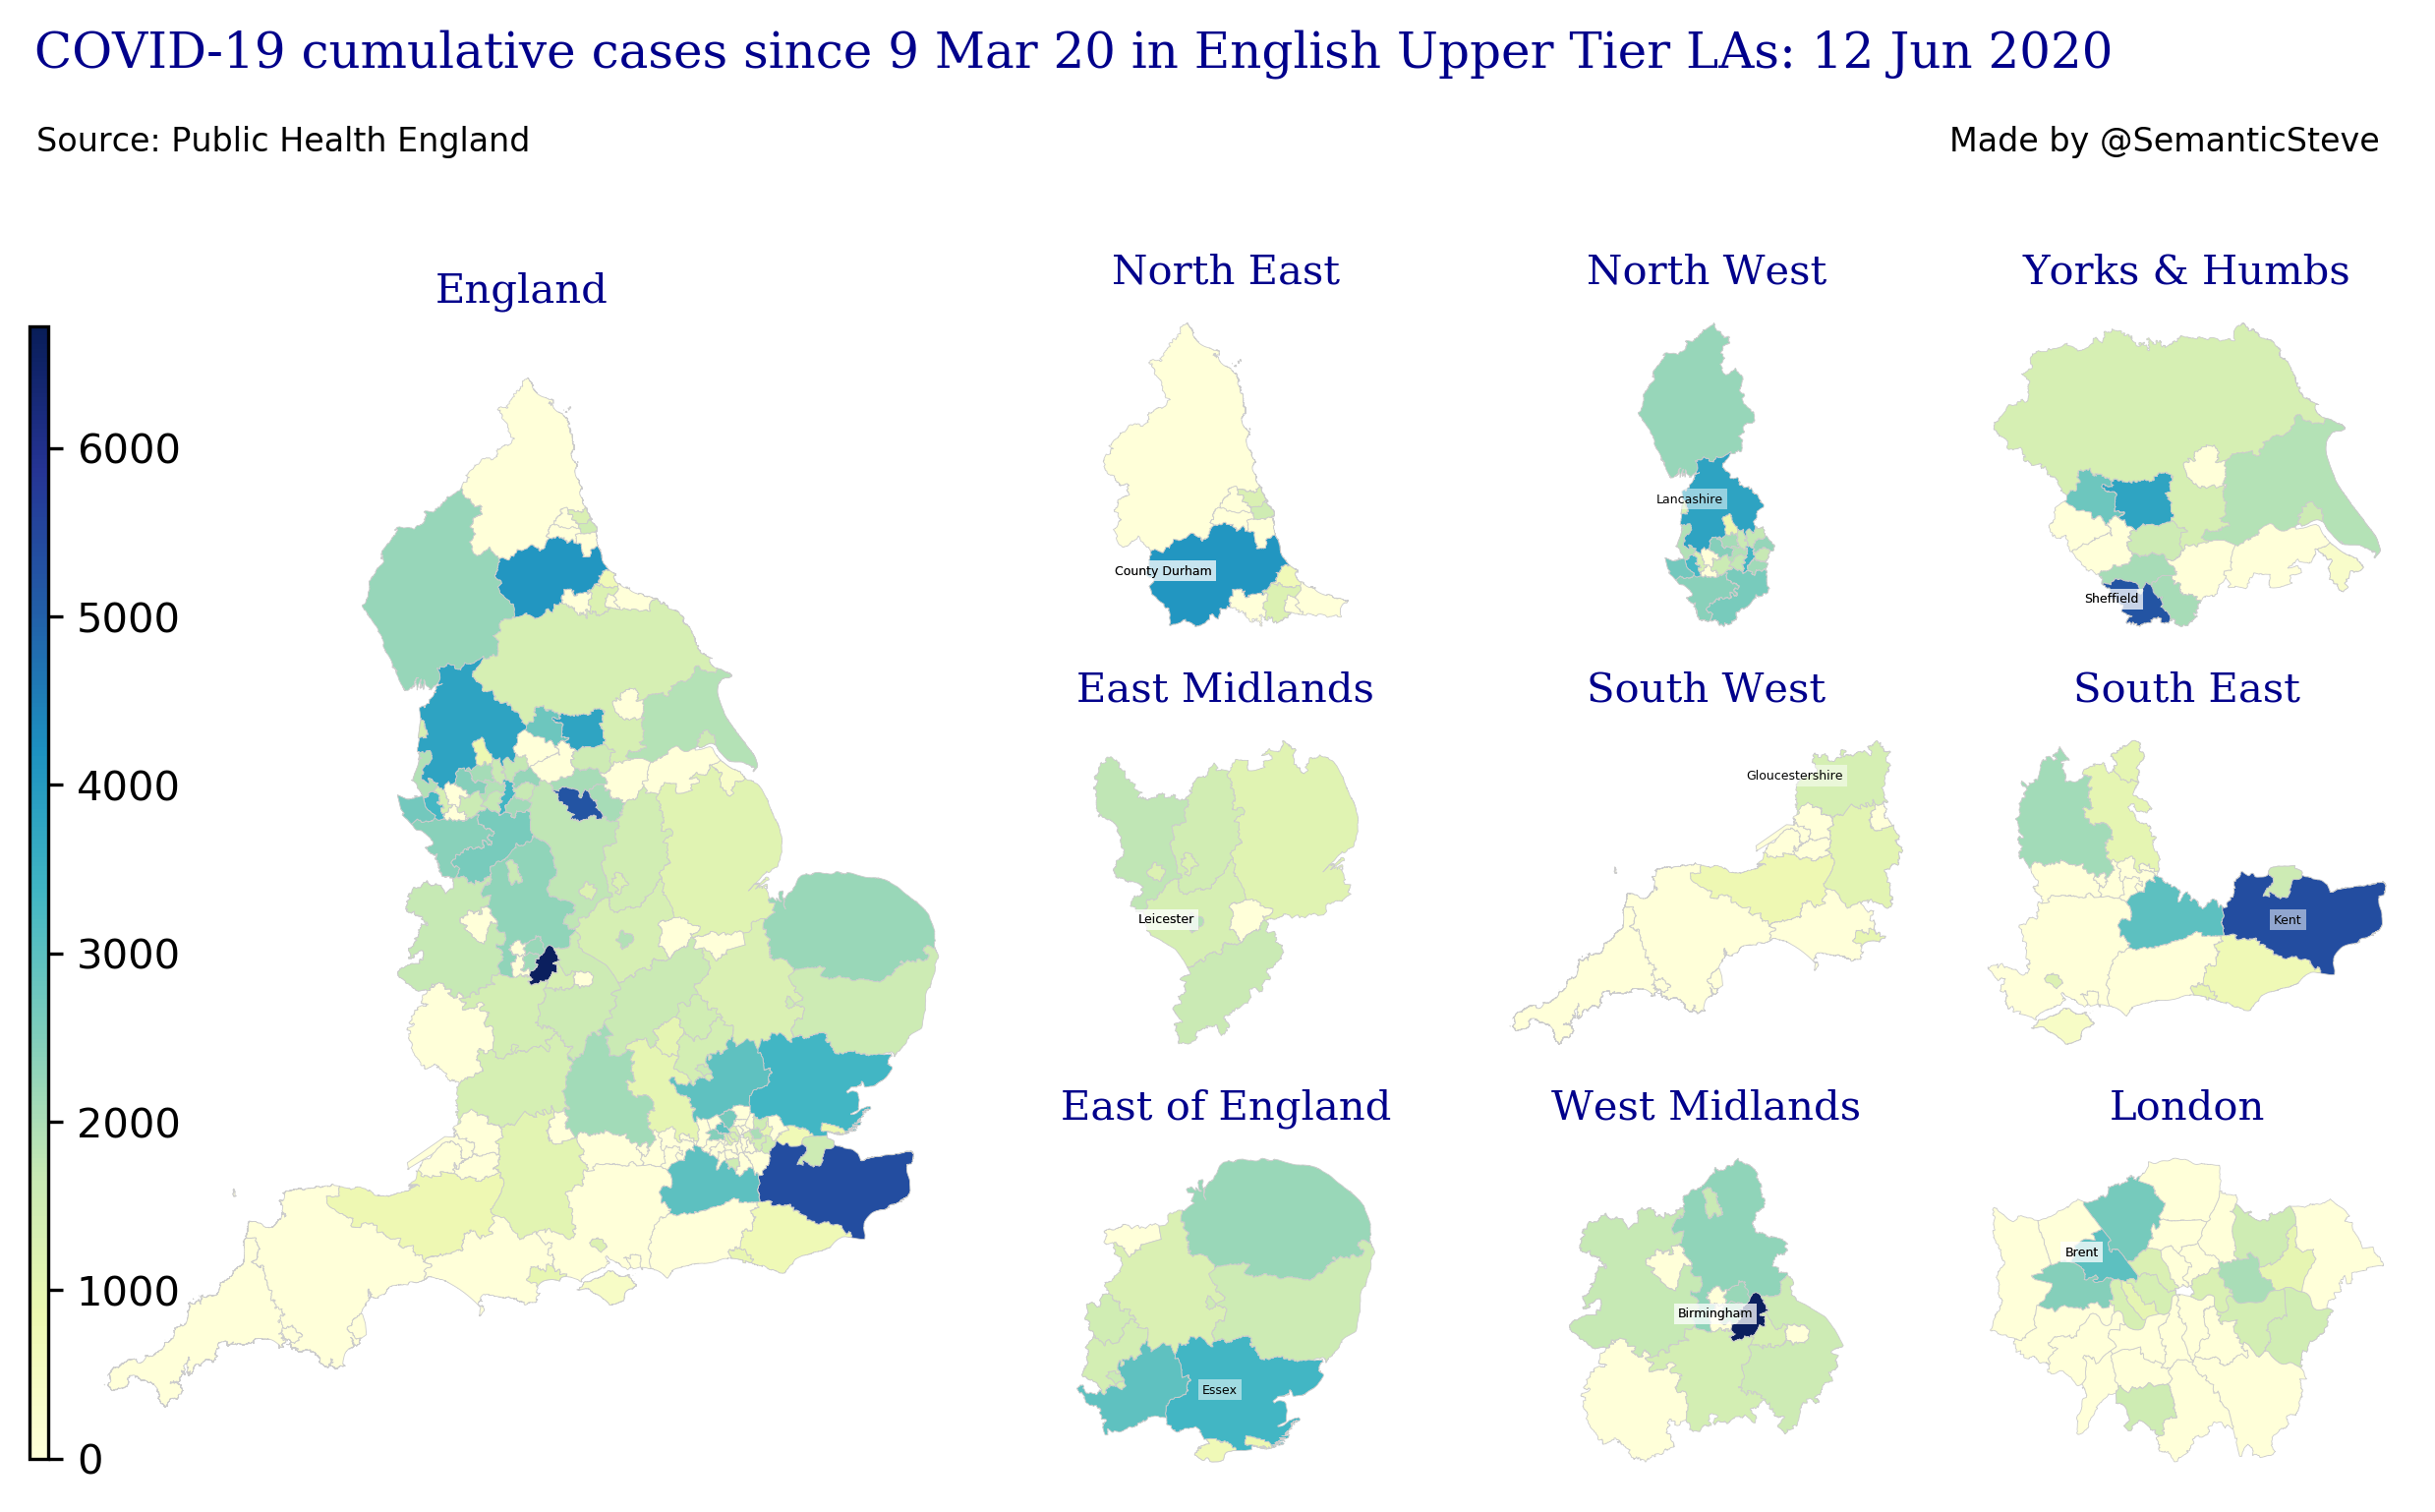 COVID-19 cumulative cases since 9 Mar 20 in English Upper Tier LAs: 12 Jun 2020
Source: Public Health England
Made by @SemanticSteve
England
6000
5000
4000
3000
2000
1000
0
North East
County Durham
North West
Lancashire
Yorks & Humbs
Sheffield
East Midlands
Leicester
South West
Gloucestershire
South East
Kent
East of England
Essex
West Midlands
Birmingham
London
Brent